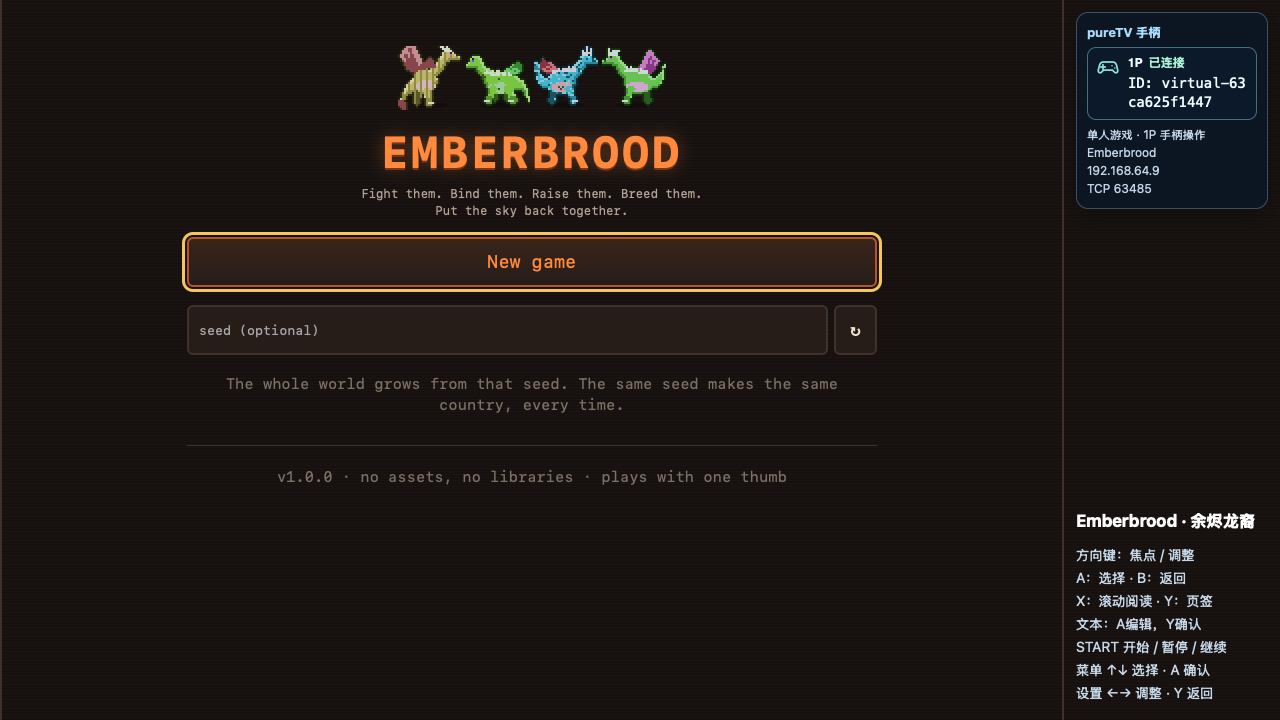 EMBERBROOD
Fight them. Bind them. Raise them. Breed them.
Put the sky back together.
New game
seed (optional)
↻
The whole world grows from that seed. The same seed makes the same
country, every time.
v1.0.0 · no assets, no libraries · plays with one thumb
pureTV 手柄
1P 已连接
ID: virtual-63
ca625f1447
单人游戏 · 1P 手柄操作
Emberbrood
192.168.64.9
TCP 63485
Emberbrood · 余烬龙裔
方向键：焦点 / 调整
A：选择 · B：返回
X：滚动阅读 · Y：页签
文本：A编辑，Y确认
START 开始 / 暂停 / 继续
菜单 ↑↓ 选择 · A 确认
设置 ←→ 调整 · Y 返回